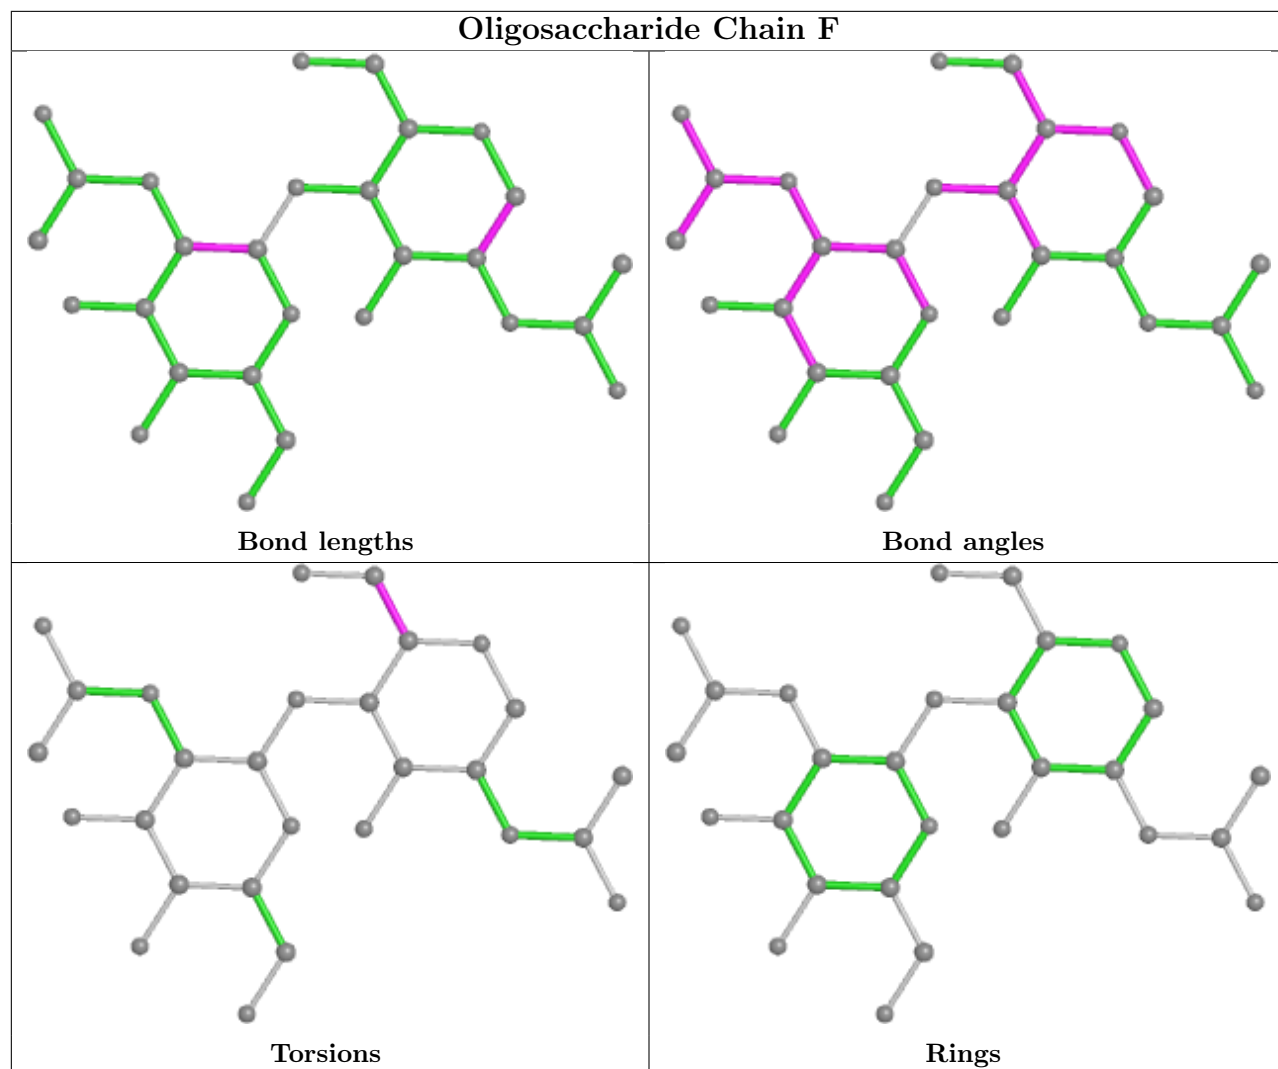 Oligosaccharide Chain F
Bond lengths
Bond angles
Torsions
Rings